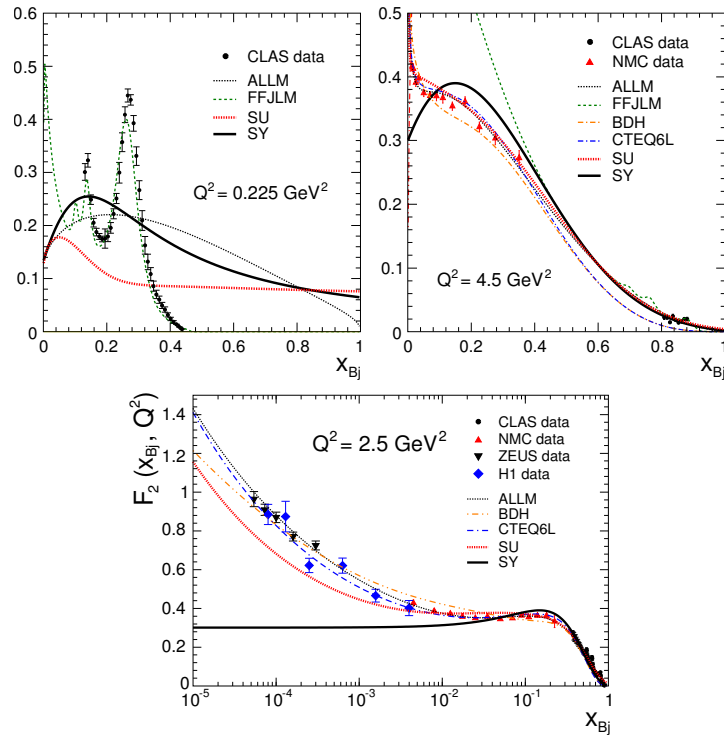 0.6
0.5
0.4
0.3
0.2
0.1
0
CLAS data
ALLM
FFJLM
SU
SY
Q² = 0.225 GeV²
0 0.2 0.4 0.6 0.8 1
x_Bj
0.5
0.4
0.3
0.2
0.1
0
CLAS data
NMC data
ALLM
FFJLM
BDH
CTEQ6L
SU
SY
Q² = 4.5 GeV²
0 0.2 0.4 0.6 0.8 1
x_Bj
F₂ (x_Bj, Q²)
1.4
1.2
1
0.8
0.6
0.4
0.2
0
Q² = 2.5 GeV²
CLAS data
NMC data
ZEUS data
H1 data
ALLM
BDH
CTEQ6L
SU
SY
10⁻⁵ 10⁻⁴ 10⁻³ 10⁻² 10⁻¹ 1
x_Bj